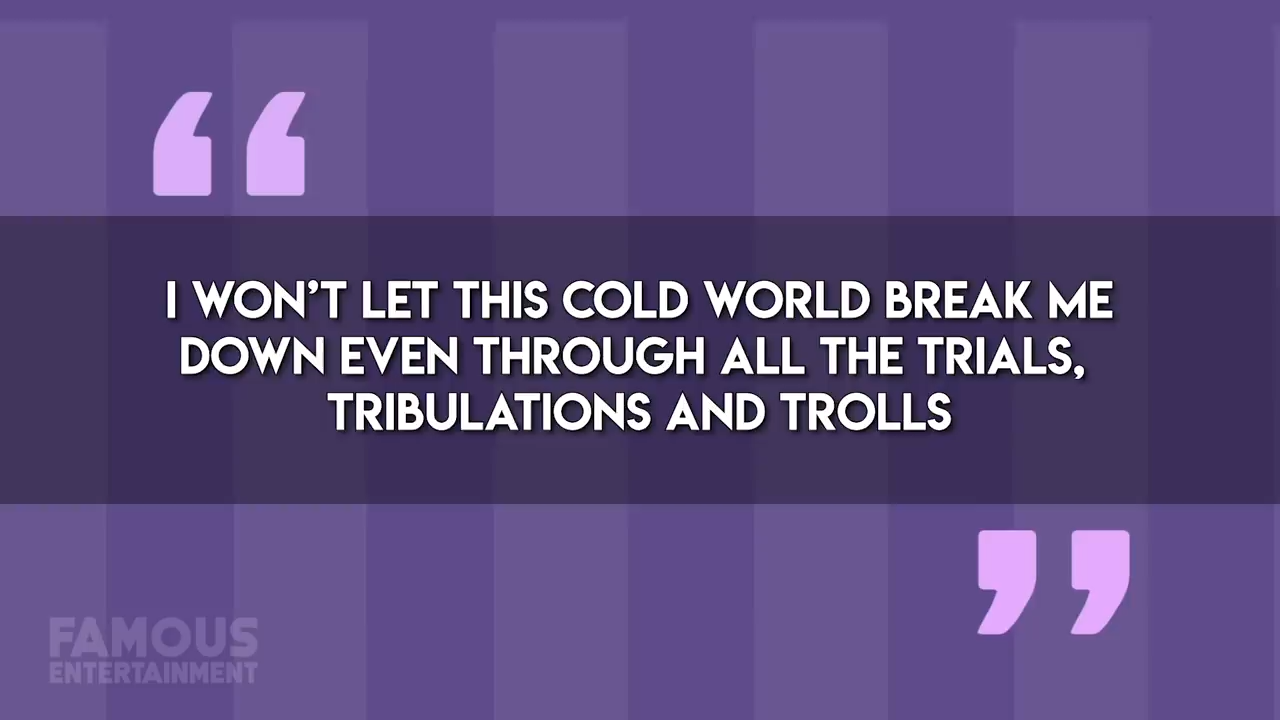 I WON'T LET THIS COLD WORLD BREAK ME
DOWN EVEN THROUGH ALL THE TRIALS,
TRIBULATIONS AND TROLLS
FAMOUS
ENTERTAINMENT